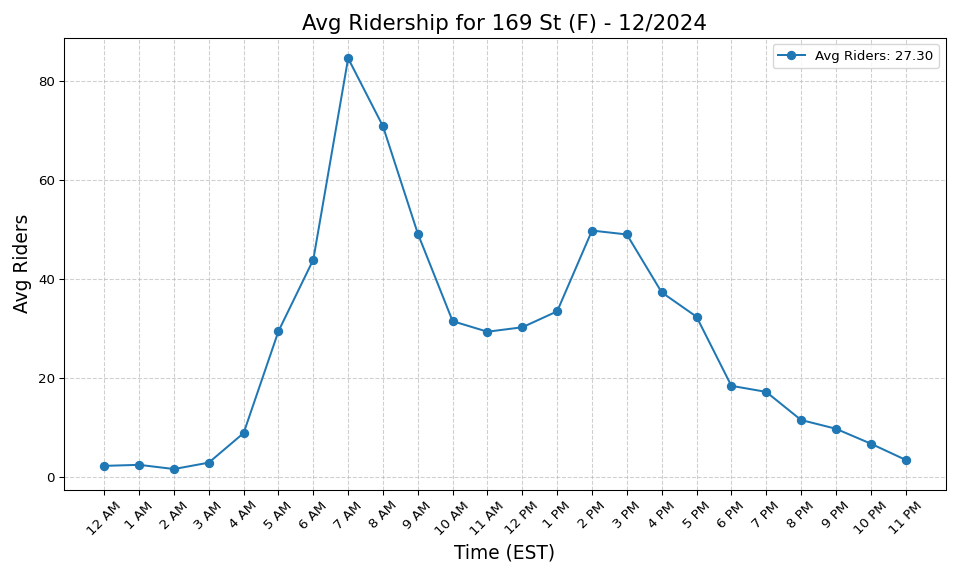 Avg Ridership for 169 St (F) - 12/2024
Avg Riders: 27.30
80
60
40
20
0
Avg Riders
12 AM
1 AM
2 AM
3 AM
4 AM
5 AM
6 AM
7 AM
8 AM
9 AM
10 AM
11 AM
12 PM
1 PM
2 PM
3 PM
4 PM
5 PM
6 PM
7 PM
8 PM
9 PM
10 PM
11 PM
Time (EST)